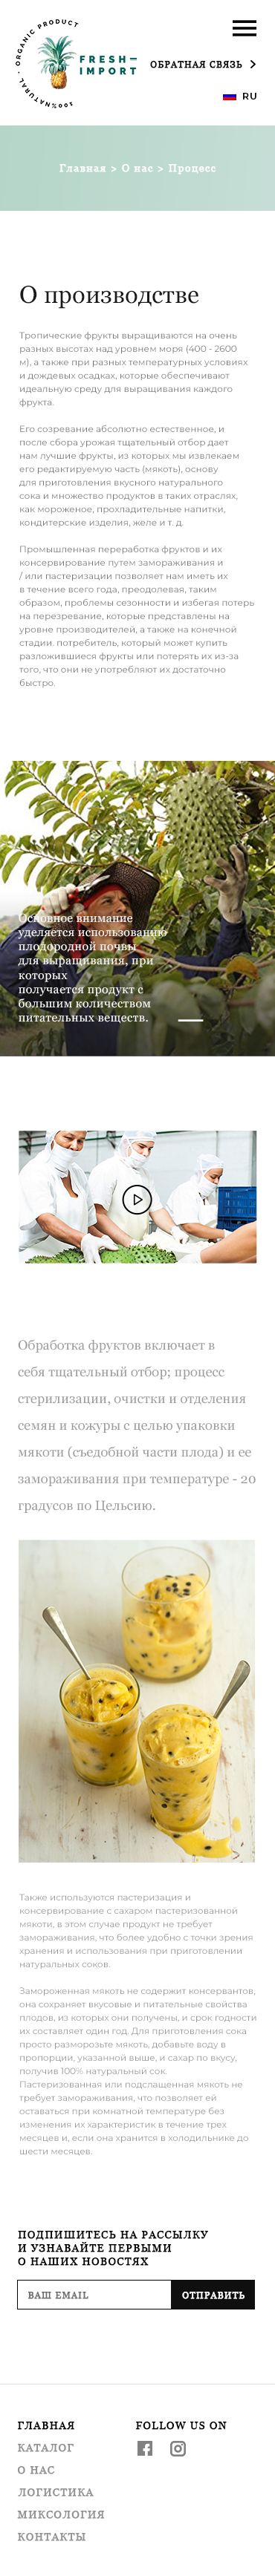 · ORGANIC PRODUCT · 100%NATURAL
FRESH-
IMPORT
ОБРАТНАЯ СВЯЗЬ >
RU
Главная > О нас > Процесс
О производстве
Тропические фрукты выращиваются на очень
разных высотах над уровнем моря (400 - 2600
м), а также при разных температурных условиях
и дождевых осадках, которые обеспечивают
идеальную среду для выращивания каждого
фрукта.
Его созревание абсолютно естественное, и
после сбора урожая тщательный отбор дает
нам лучшие фрукты, из которых мы извлекаем
его редактируемую часть (мякоть), основу
для приготовления вкусного натурального
сока и множество продуктов в таких отраслях,
как мороженое, прохладительные напитки,
кондитерские изделия, желе и т. д.
Промышленная переработка фруктов и их
консервирование путем замораживания и
/ или пастеризации позволяет нам иметь их
в течение всего года, преодолевая, таким
образом, проблемы сезонности и избегая потерь
на перезревание, которые представлены на
уровне производителей, а также на конечной
стадии. потребитель, который может купить
разложившиеся фрукты или потерять их из-за
того, что они не употребляют их достаточно
быстро.
Основное внимание
уделяется использованию
плодородной почвы
для выращивания, при
которых
получается продукт с
большим количеством
питательных веществ.
Обработка фруктов включает в
себя тщательный отбор; процесс
стерилизации, очистки и отделения
семян и кожуры с целью упаковки
мякоти (съедобной части плода) и ее
замораживания при температуре - 20
градусов по Цельсию.
Также используются пастеризация и
консервирование с сахаром пастеризованной
мякоти, в этом случае продукт не требует
замораживания, что более удобно с точки зрения
хранения и использования при приготовлении
натуральных соков.
Замороженная мякоть не содержит консервантов,
она сохраняет вкусовые и питательные свойства
плодов, из которых они получены, и срок годности
их составляет один год. Для приготовления сока
просто разморозьте мякоть, добавьте воду в
пропорции, указанной выше, и сахар по вкусу,
получив 100% натуральный сок.
Пастеризованная или подслащенная мякоть не
требует замораживания, что позволяет ей
оставаться при комнатной температуре без
изменения их характеристик в течение трех
месяцев и, если она хранится в холодильнике до
шести месяцев.
ПОДПИШИТЕСЬ НА РАССЫЛКУ
И УЗНАВАЙТЕ ПЕРВЫМИ
О НАШИХ НОВОСТЯХ
ВАШ EMAIL
ОТПРАВИТЬ
ГЛАВНАЯ
КАТАЛОГ
О НАС
ЛОГИСТИКА
МИКСОЛОГИЯ
КОНТАКТЫ
FOLLOW US ON